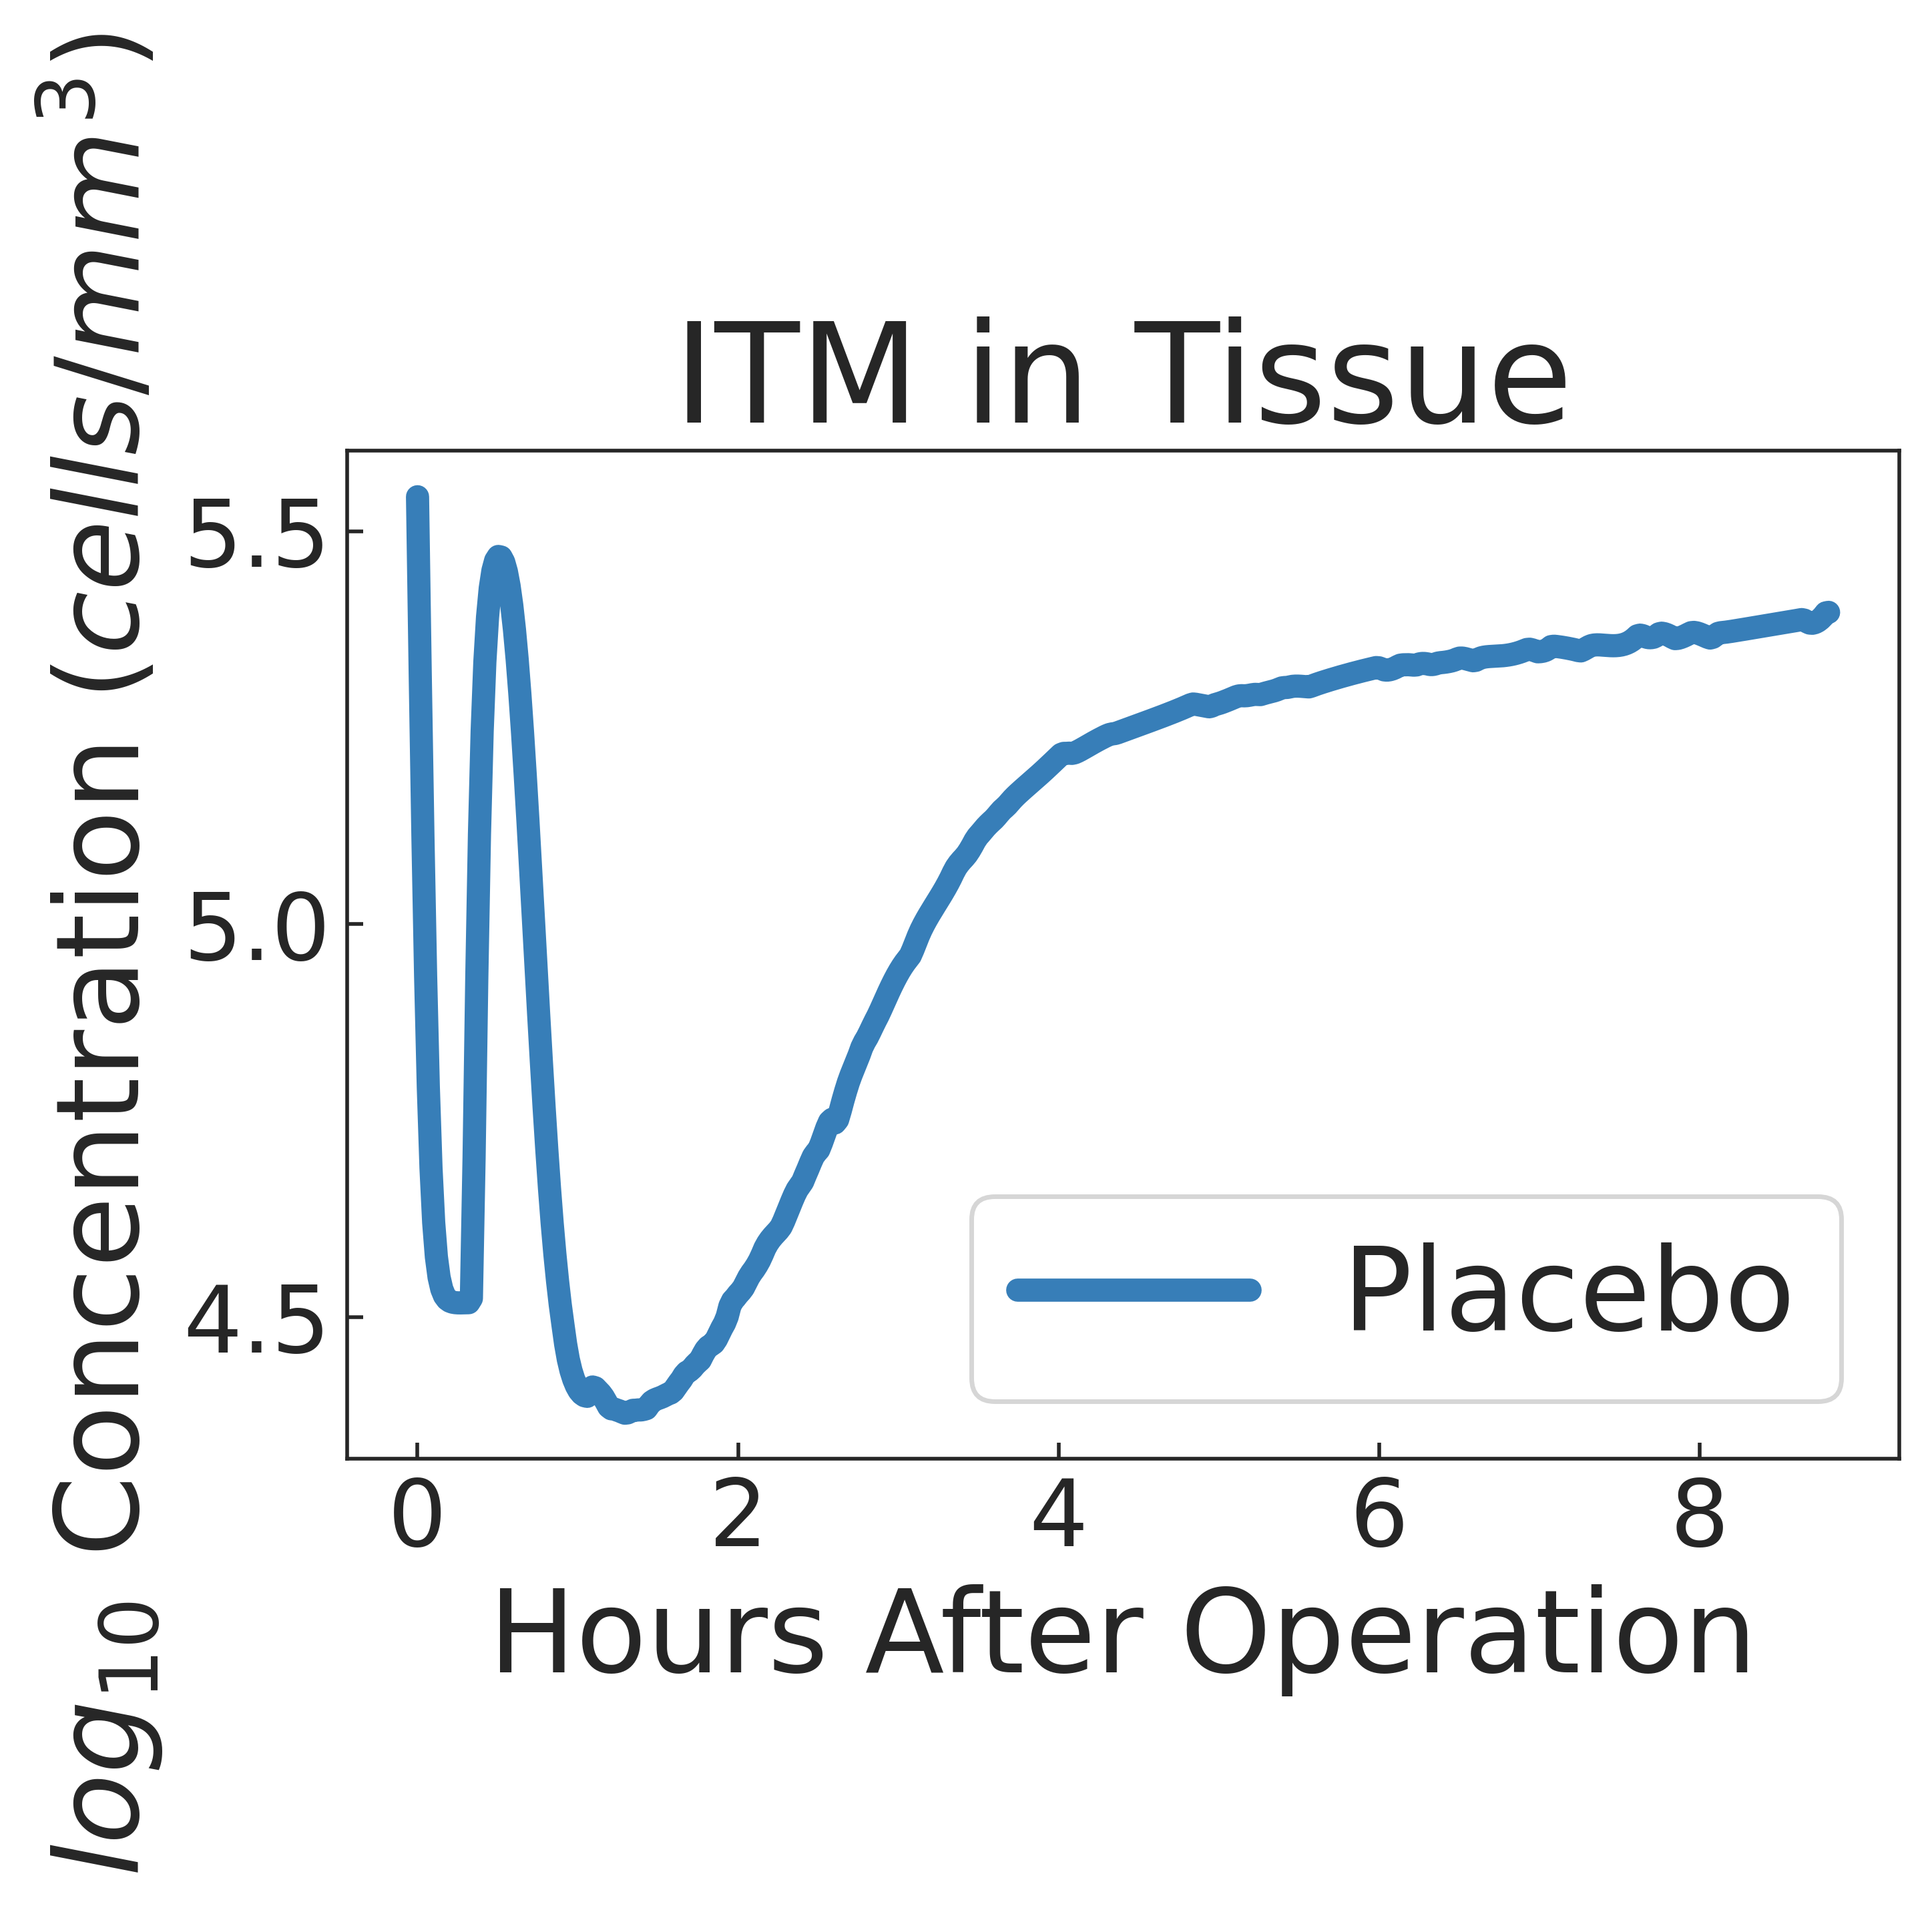 ITM in Tissue
log₁₀ Concentration (cells/mm³)
5.5
5.0
4.5
Placebo
0 2 4 6 8
Hours After Operation